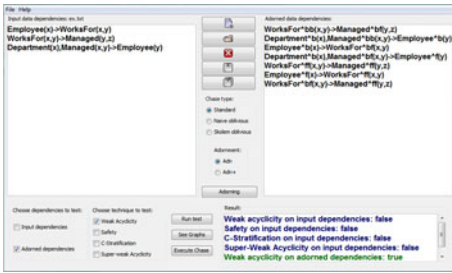 File Help
Input data dependencies: ex.txt
Employee(x)->WorksFor(x,y)
WorksFor(x,y)->Managed(y,z)
Department(x),Managed(x,y)->Employee(y)
Chase type:
Standard
Naive oblivious
Skolem oblivious
Adornment:
Adn
Adn+
Adorning
Adorned data dependencies:
WorksFor^bb(x,y)->Managed^bf(y,z)
Department^b(x),Managed^bb(x,y)->Employee^b(y)
Employee^b(x)->WorksFor^bf(x,y)
Department^b(x),Managed^bf(x,y)->Employee^f(y)
WorksFor^ff(x,y)->Managed^ff(y,z)
Employee^f(x)->WorksFor^ff(x,y)
WorksFor^bf(x,y)->Managed^ff(y,z)
Choose dependencies to test:
Input dependencies
Adorned dependencies
Choose technique to test:
Weak Acyclicity
Safety
C-Stratification
Super-weak Acyclicity
Run test
See Graphs
Execute Chase
Result:
Weak acyclicity on input dependencies: false
Safety on input dependencies: false
C-Stratification on input dependencies: false
Super-Weak Acyclicity on input dependencies: false
Weak acyclicity on adorned dependencies: true